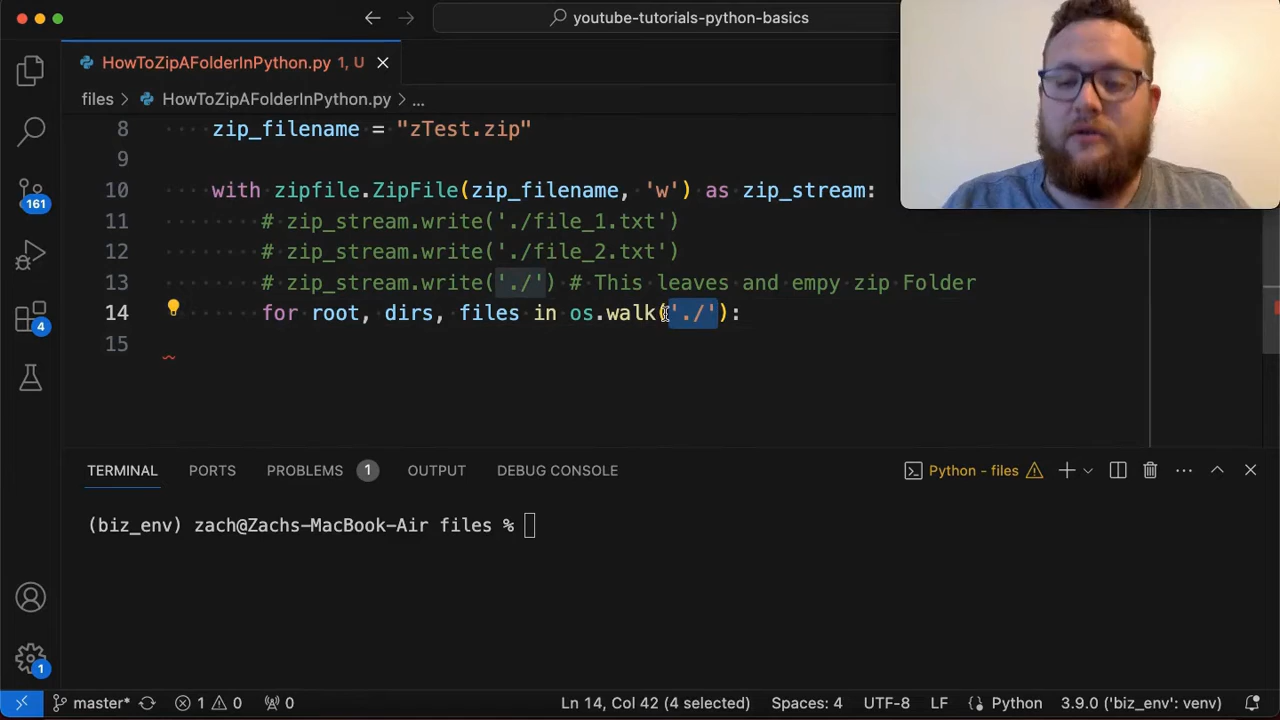 youtube-tutorials-python-basics
HowToZipAFolderInPython.py 1, U
files > HowToZipAFolderInPython.py > ...
8 zip_filename = "zTest.zip"
9
10 with zipfile.ZipFile(zip_filename, 'w') as zip_stream:
11 # zip_stream.write('./file_1.txt')
12 # zip_stream.write('./file_2.txt')
13 # zip_stream.write('./') # This leaves and empy zip Folder
14 for root, dirs, files in os.walk('./'):
15
161
4
1
TERMINAL PORTS PROBLEMS 1 OUTPUT DEBUG CONSOLE Python - files
(biz_env) zach@Zachs-MacBook-Air files %
master* 1 0 0 Ln 14, Col 42 (4 selected) Spaces: 4 UTF-8 LF Python 3.9.0 ('biz_env': venv)